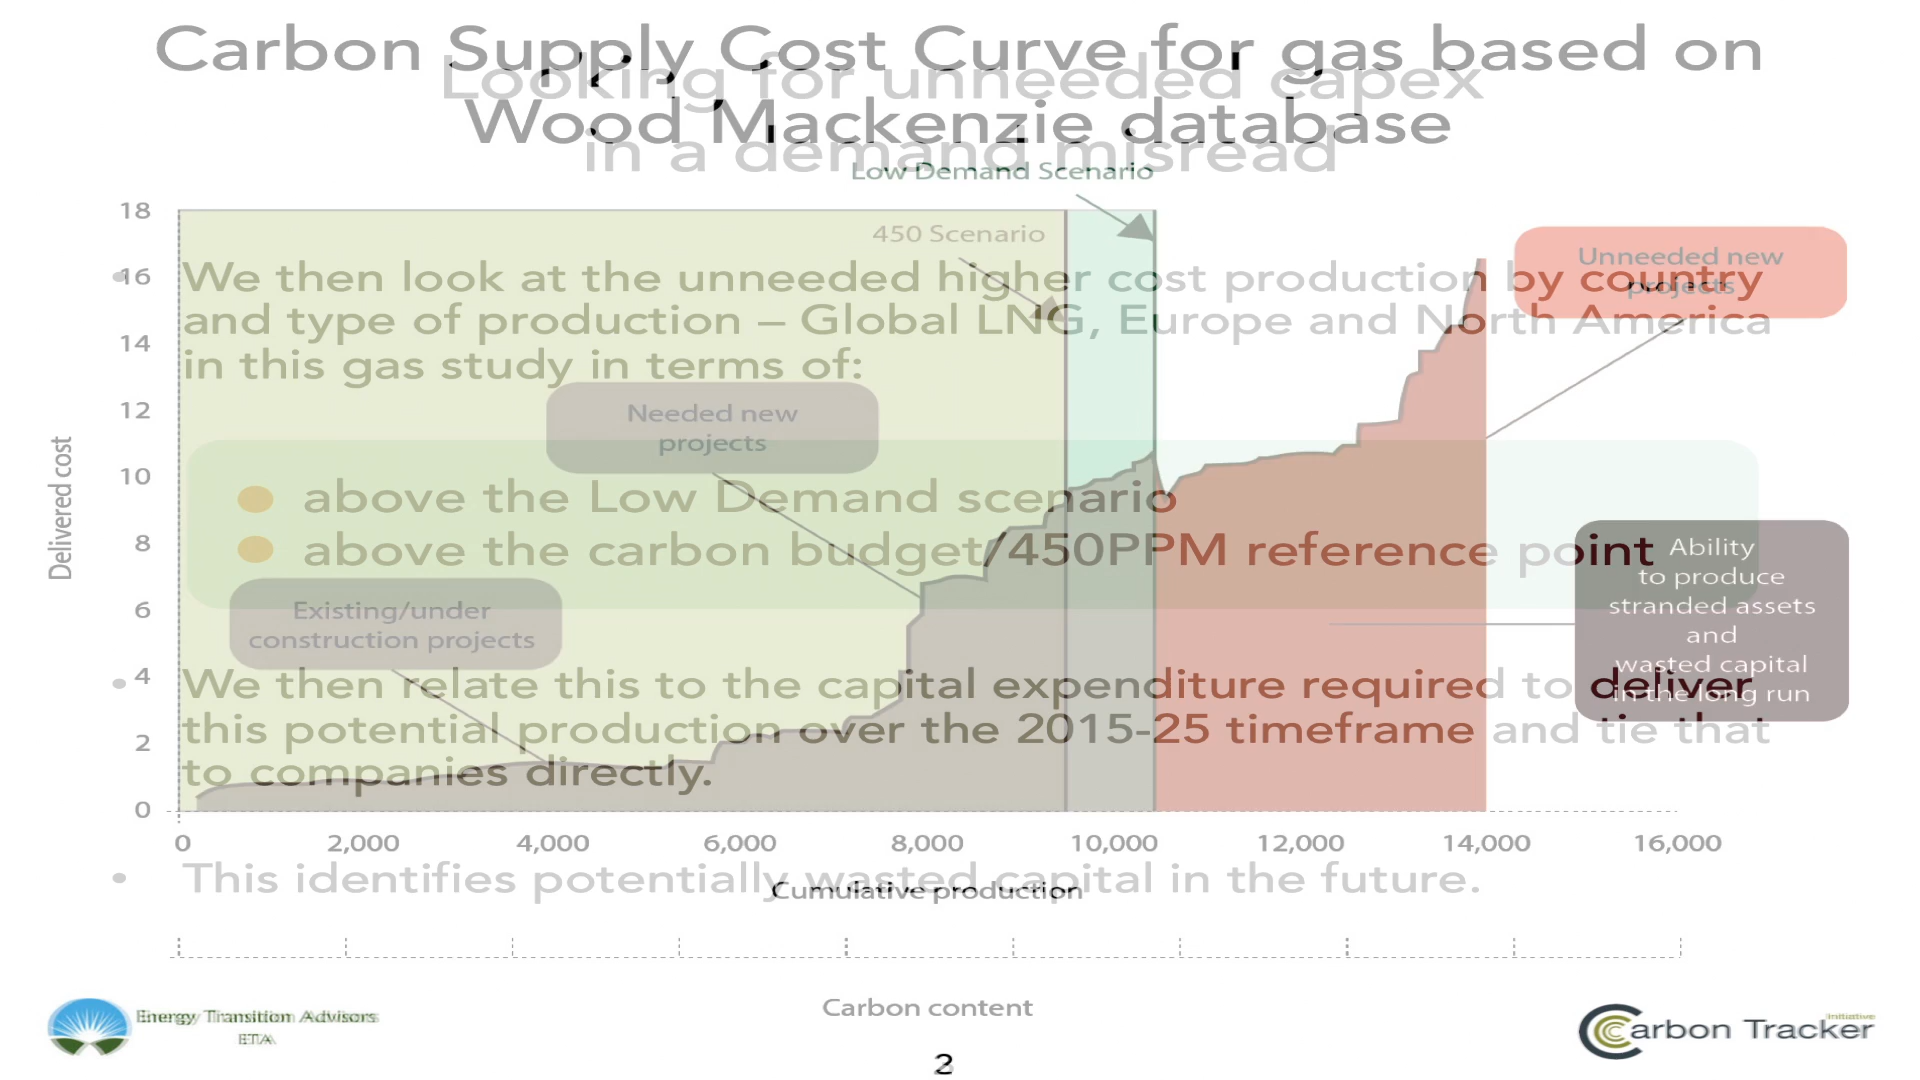 Carbon Supply Cost Curve for gas based on
Wood Mackenzie database
Looking for unneeded capex
in a demand misread
Low Demand Scenario
450 Scenario
Unneeded new
projects
Needed new
projects
Existing/under
construction projects
Ability
to produce
stranded assets
and
wasted capital
in the long run
Delivered cost
18
16
14
12
10
8
6
4
2
0
0 2,000 4,000 6,000 8,000 10,000 12,000 14,000 16,000
Cumulative production
Carbon content
• We then look at the unneeded higher cost production by country
and type of production – Global LNG, Europe and North America
in this gas study in terms of:
● above the Low Demand scenario
● above the carbon budget/450PPM reference point
• We then relate this to the capital expenditure required to deliver
this potential production over the 2015-25 timeframe and tie that
to companies directly.
• This identifies potentially wasted capital in the future.
Energy Transition Advisors
ETA
Carbon Tracker
Initiative